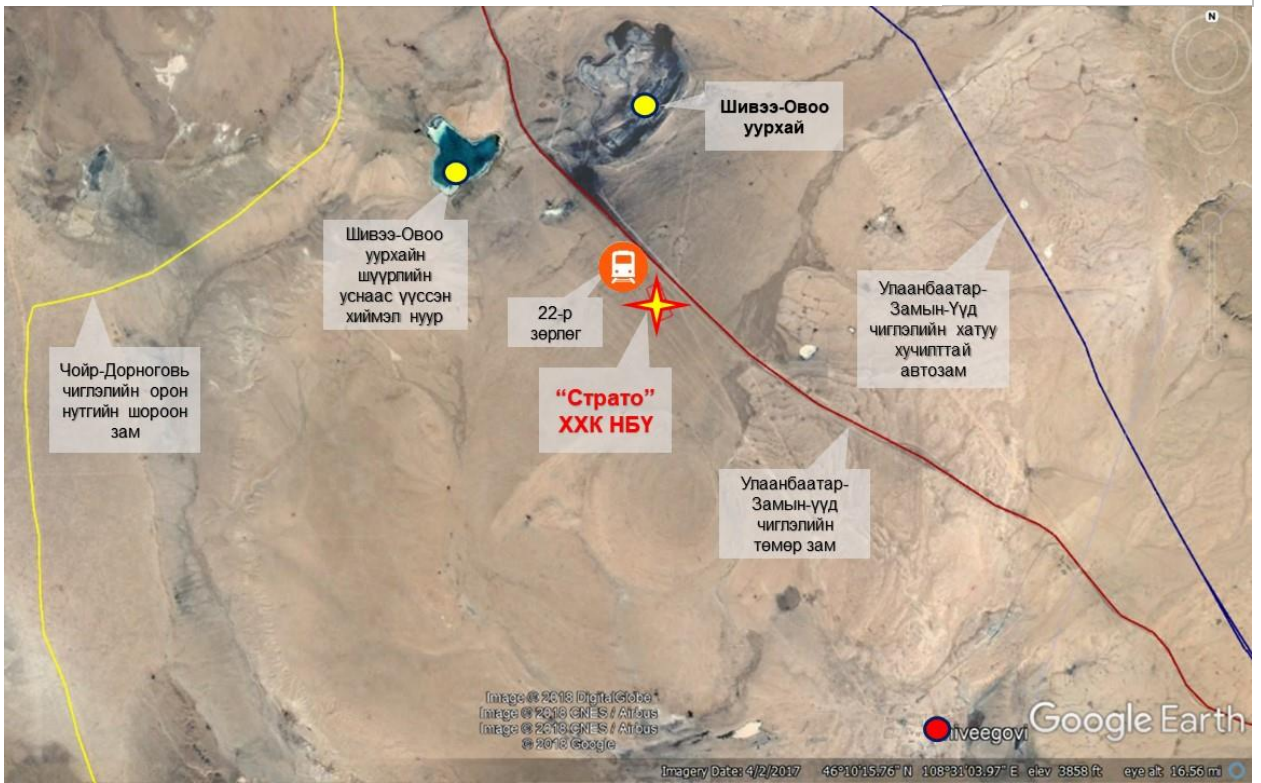 N
Шивээ-Овоо
уурхай
Шивээ-Овоо
уурхайн
шүүрлийн
уснаас үүссэн
хиймэл нуур
22-р
зөрлөг
Улаанбаатар-
Замын-Үүд
чиглэлийн хатуу
хучилттай
автозам
Чойр-Дорноговь
чиглэлийн орон
нутгийн шороон
зам
“Страто”
ХХК НБҮ
Улаанбаатар-
Замын-үүд
чиглэлийн
төмөр зам
Image © 2018 DigitalGlobe
Image © 2018 CNES / Airbus
Image © 2018 CNES / Airbus
© 2018 Google
iiveegovi
Google Earth
Imagery Date: 4/2/2017 46°10'15.76" N 108°31'03.97" E elev 3858 ft eye alt 16.56 mi